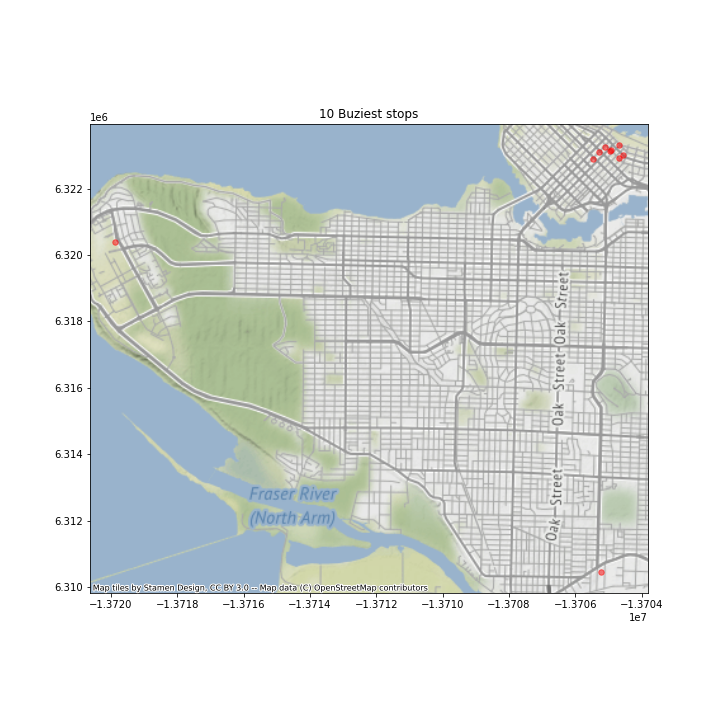 10 Buziest stops
1e6
6.322
6.320
6.318
6.316
6.314
6.312
6.310
Oak—Street
Oak—Street
Oak—Street
Fraser River
(North Arm)
Map tiles by Stamen Design, CC BY 3.0 -- Map data (C) OpenStreetMap contributors
−1.3720 −1.3718 −1.3716 −1.3714 −1.3712 −1.3710 −1.3708 −1.3706 −1.3704
1e7